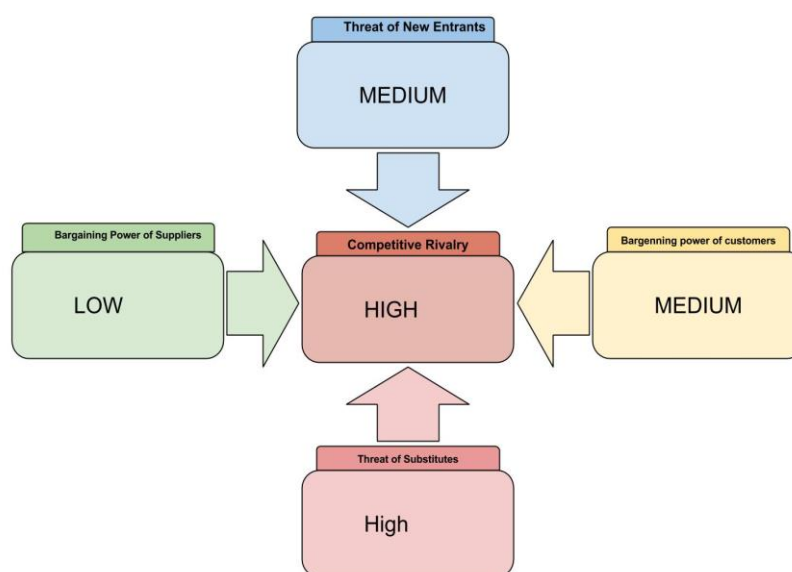 Threat of New Entrants
MEDIUM
Bargaining Power of Suppliers
LOW
Competitive Rivalry
HIGH
Bargenning power of customers
MEDIUM
Threat of Substitutes
High